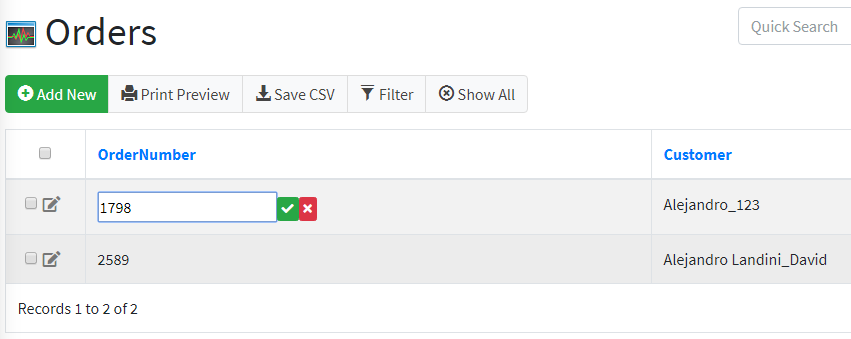 Orders
Quick Search
Add New Print Preview Save CSV Filter Show All
OrderNumber Customer
1798 Alejandro_123
2589 Alejandro Landini_David
Records 1 to 2 of 2